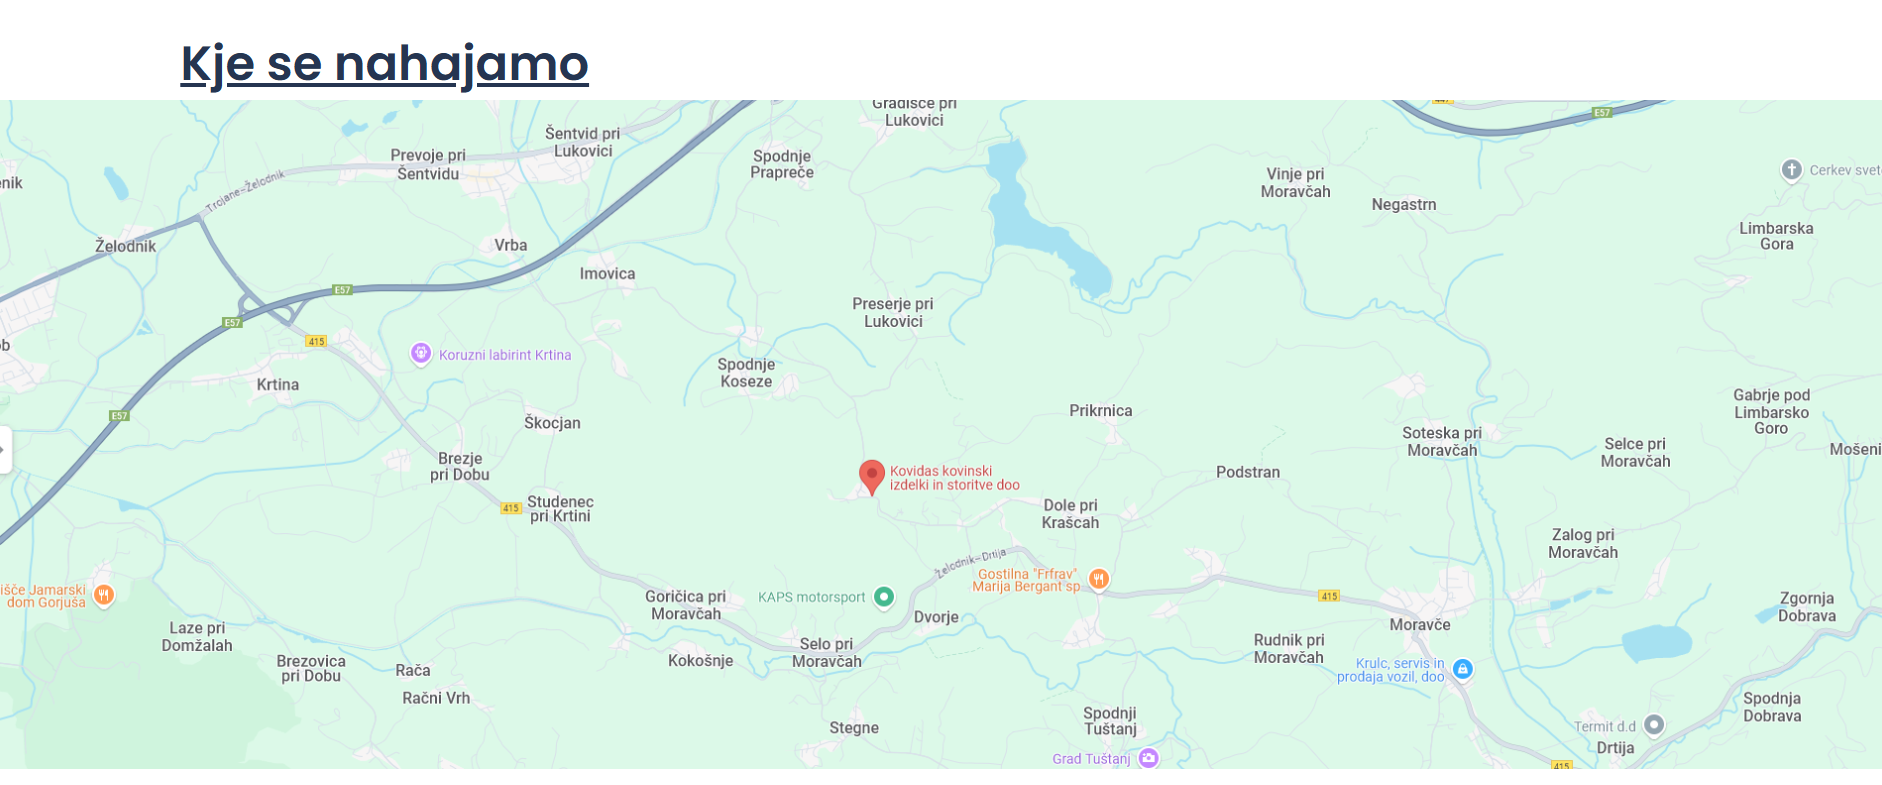 Kje se nahajamo
Gradišče pri
Lukovici
447
E57
Šentvid pri
Lukovici
Prevoje pri
Šentvidu
Spodnje
Prapreče
Vinje pri
Moravčah
Negastrn
Cerkev svet
enik
Trojane–Želodnik
Limbarska
Gora
Želodnik
Vrba
Imovica
E57
Preserje pri
Lukovici
E57
415
ob
Koruzni labirint Krtina
Spodnje
Koseze
Krtina
E57
Škocjan
Prikrnica
Gabrje pod
Limbarsko
Goro
Soteska pri
Moravčah
Selce pri
Moravčah
Mošeni
Brezje
pri Dobu
Kovidas kovinski
izdelki in storitve doo
Podstran
415
Studenec
pri Krtini
Dole pri
Krašcah
Zalog pri
Moravčah
Želodnik–Drtija
Gostilna "Frfrav"
Marija Bergant sp
išče Jamarski
dom Gorjuša
Goričica pri
Moravčah
KAPS motorsport
415
Zgornja
Dobrava
Dvorje
Moravče
Laze pri
Domžalah
Selo pri
Moravčah
Rudnik pri
Moravčah
Brezovica
pri Dobu
Rača
Kokošnje
Krulc, servis in
prodaja vozil, doo
Računi Vrh
Spodnja
Dobrava
Spodnji
Tuštanj
Stegne
Termit d.d
Drtija
Grad Tuštanj
415